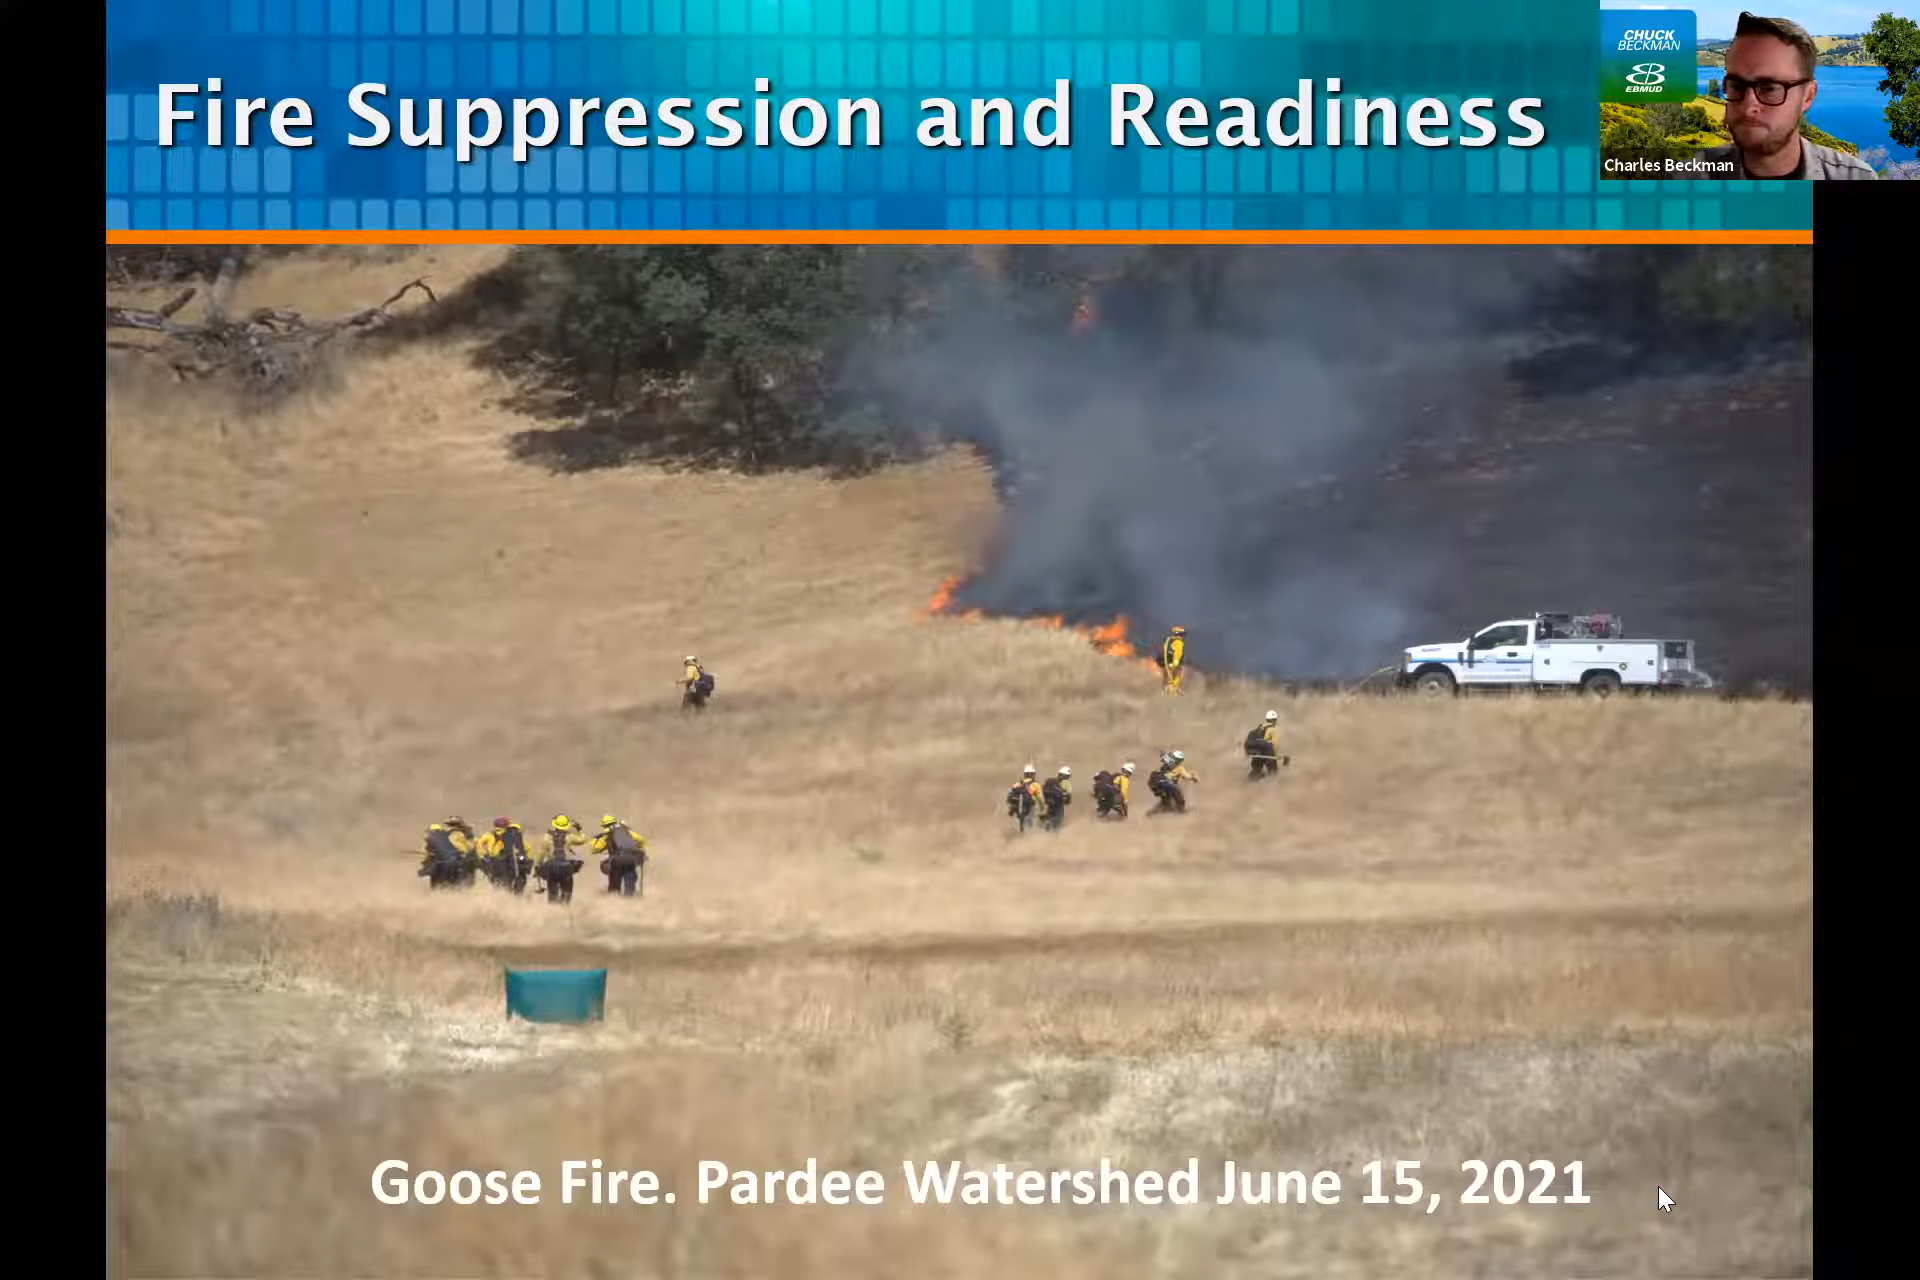 Fire Suppression and Readiness
CHUCK
BECKMAN
EBMUD
Charles Beckman
Goose Fire. Pardee Watershed June 15, 2021